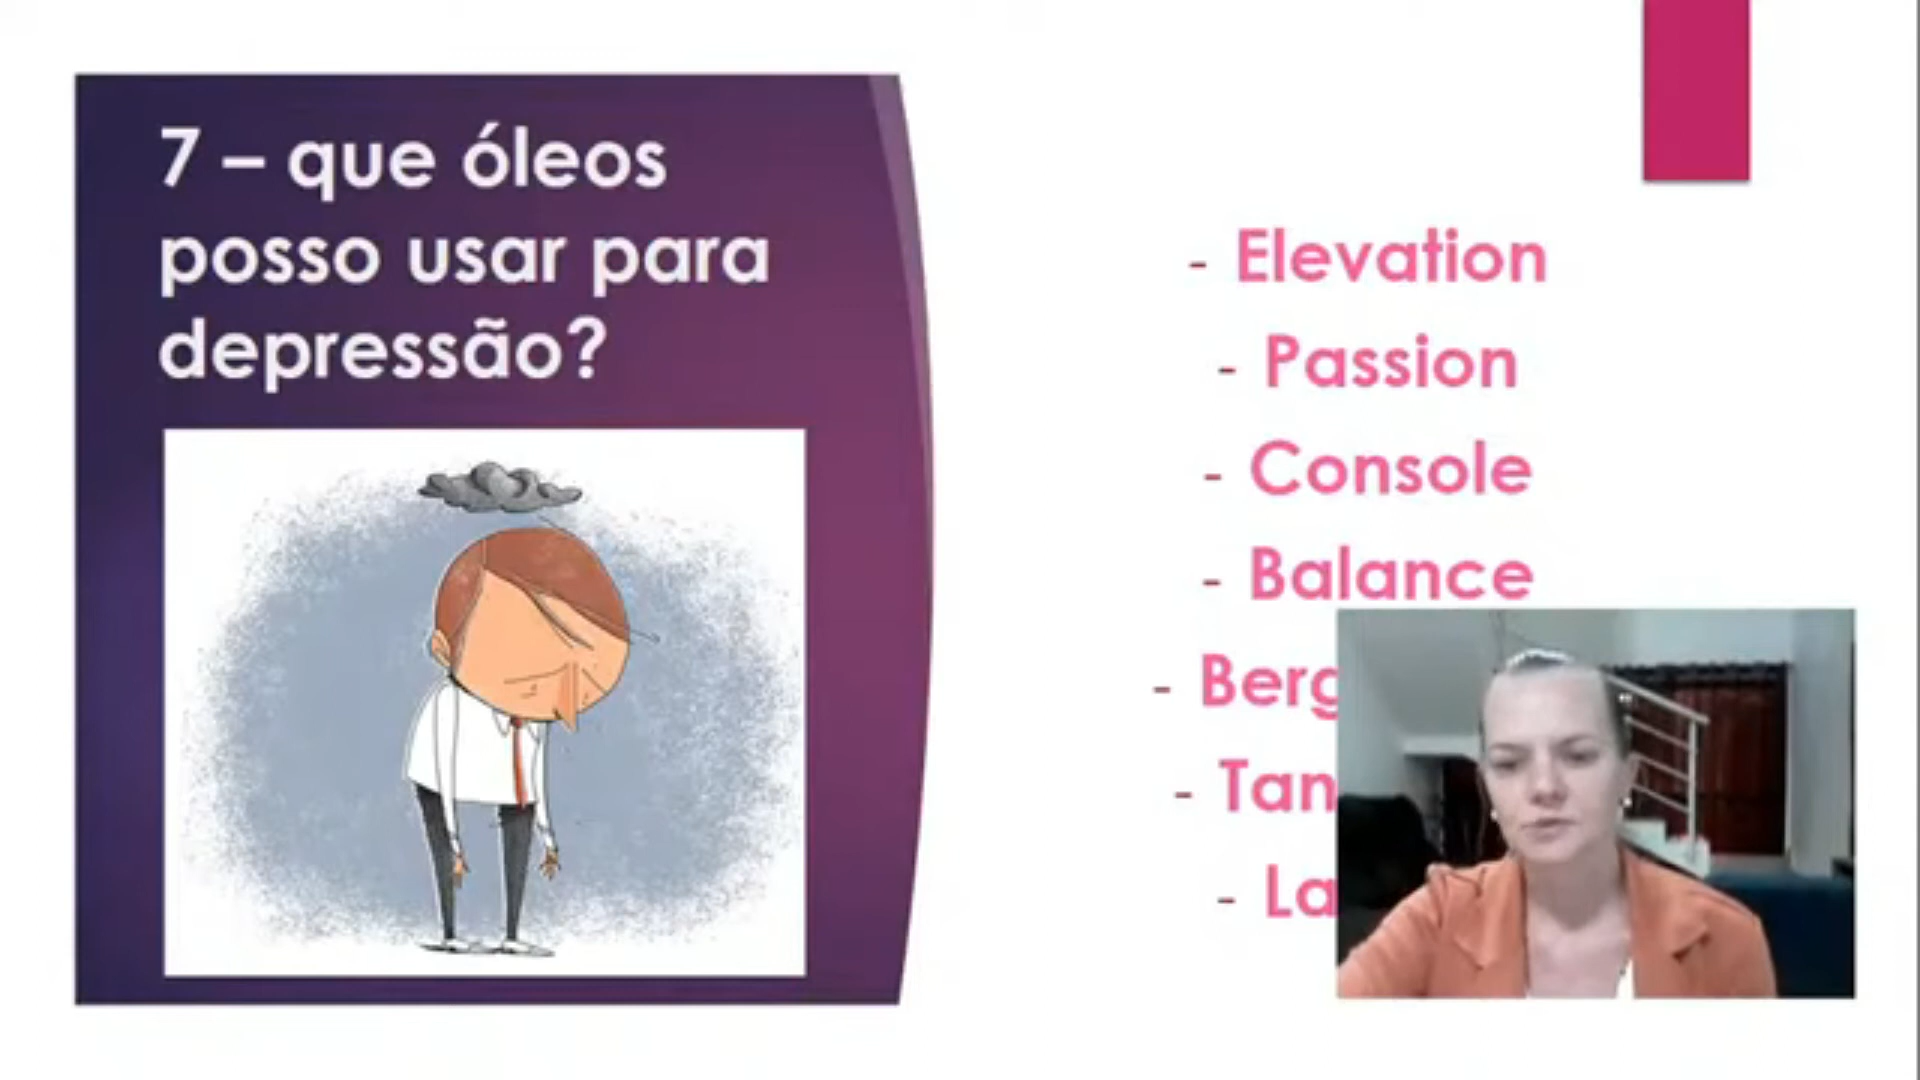 7 – que óleos
posso usar para
depressão?
- Elevation
- Passion
- Console
- Balance